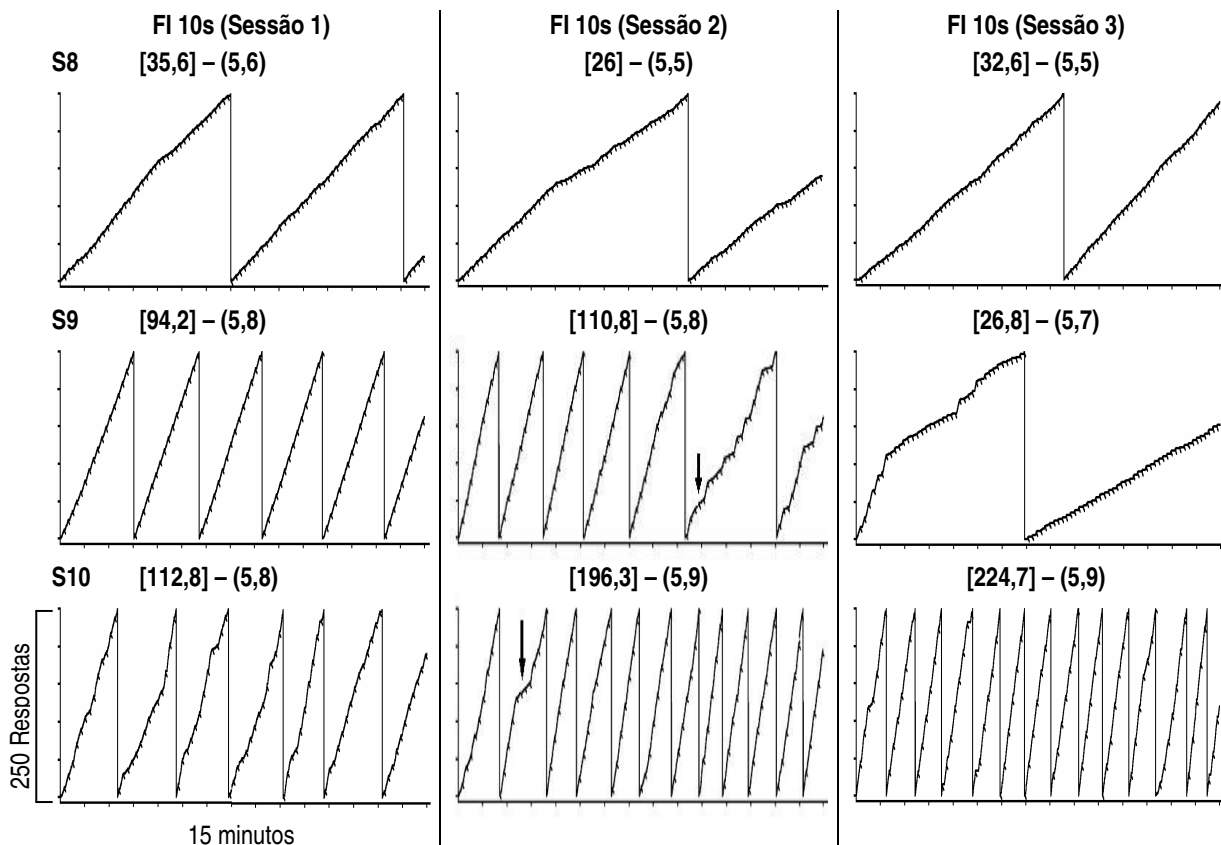 FI 10s (Sessão 1)
FI 10s (Sessão 2)
FI 10s (Sessão 3)
S8 [35,6] – (5,6)
[26] – (5,5)
[32,6] – (5,5)
S9 [94,2] – (5,8)
[110,8] – (5,8)
[26,8] – (5,7)
S10 [112,8] – (5,8)
[196,3] – (5,9)
[224,7] – (5,9)
250 Respostas
15 minutos